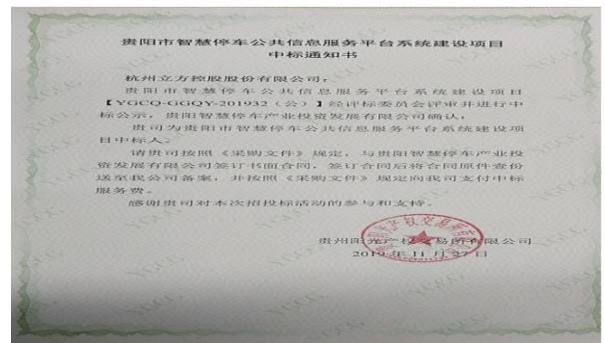 贵阳市智慧停车公共信息服务平台系统建设项目
中标通知书
杭州立方控股股份有限公司：
贵阳市智慧停车公共信息服务平台系统建设项目
【YGCQ-GGQY-201932（公）】经评标委员会评审并进行中
标公示，贵阳智慧停车产业投资发展有限公司确认，
贵司为贵阳市智慧停车公共信息服务平台系统建设项
目中标人。
请贵司按照《采购文件》规定，与贵阳智慧停车产业投
资发展有限公司签订书面合同，签订合同后将合同原件壹份
送至我公司备案，并按照《采购文件》规定向我司支付中标
服务费。
感谢贵司对本次招投标活动的参与和支持。
贵州阳光产权交易所有限公司
2019年11月27日